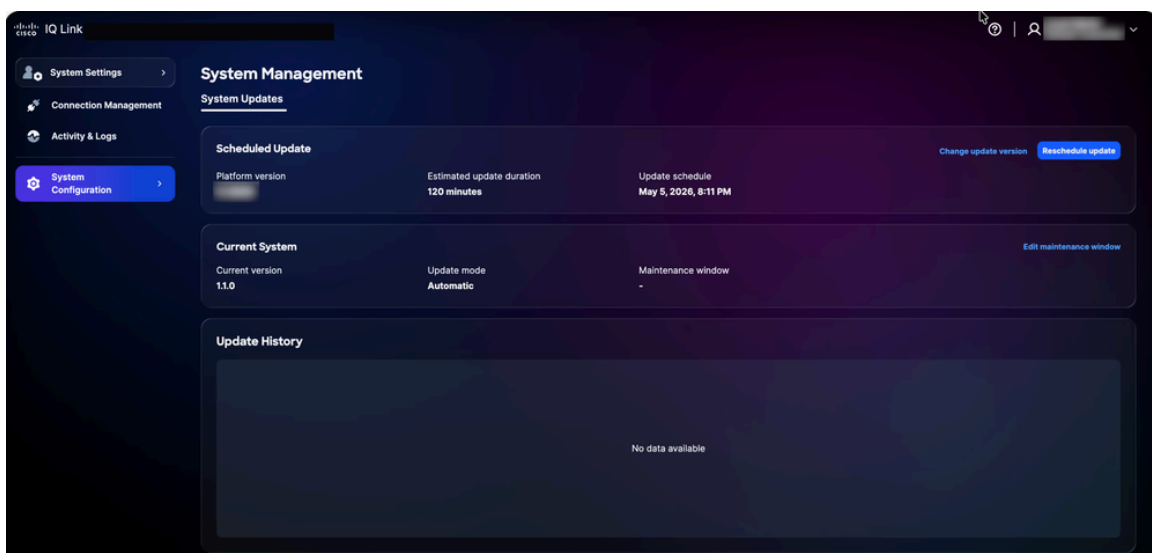 cisco IQ Link
System Settings
Connection Management
Activity & Logs
System
Configuration
System Management
System Updates
Scheduled Update
Change update version
Reschedule update
Platform version
Estimated update duration
120 minutes
Update schedule
May 5, 2026, 8:11 PM
Current System
Edit maintenance window
Current version
1.1.0
Update mode
Automatic
Maintenance window
-
Update History
No data available